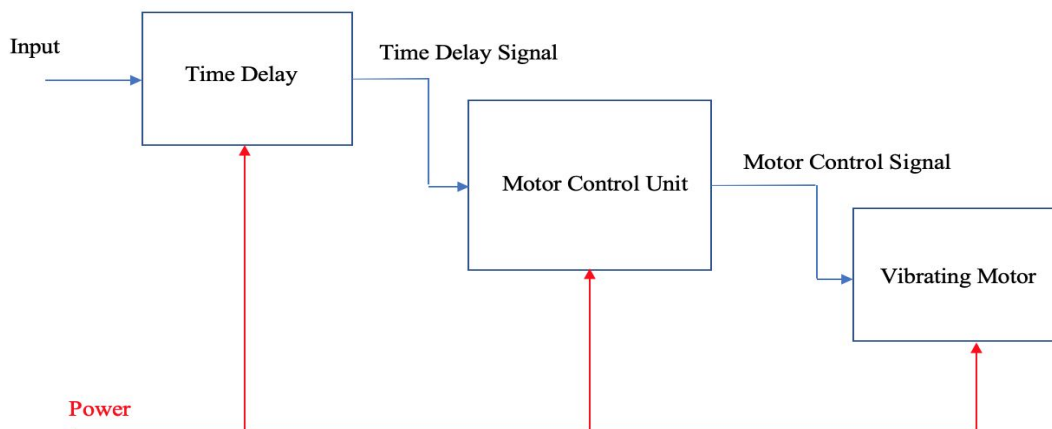 Input
Time Delay
Time Delay Signal
Motor Control Unit
Motor Control Signal
Vibrating Motor
Power